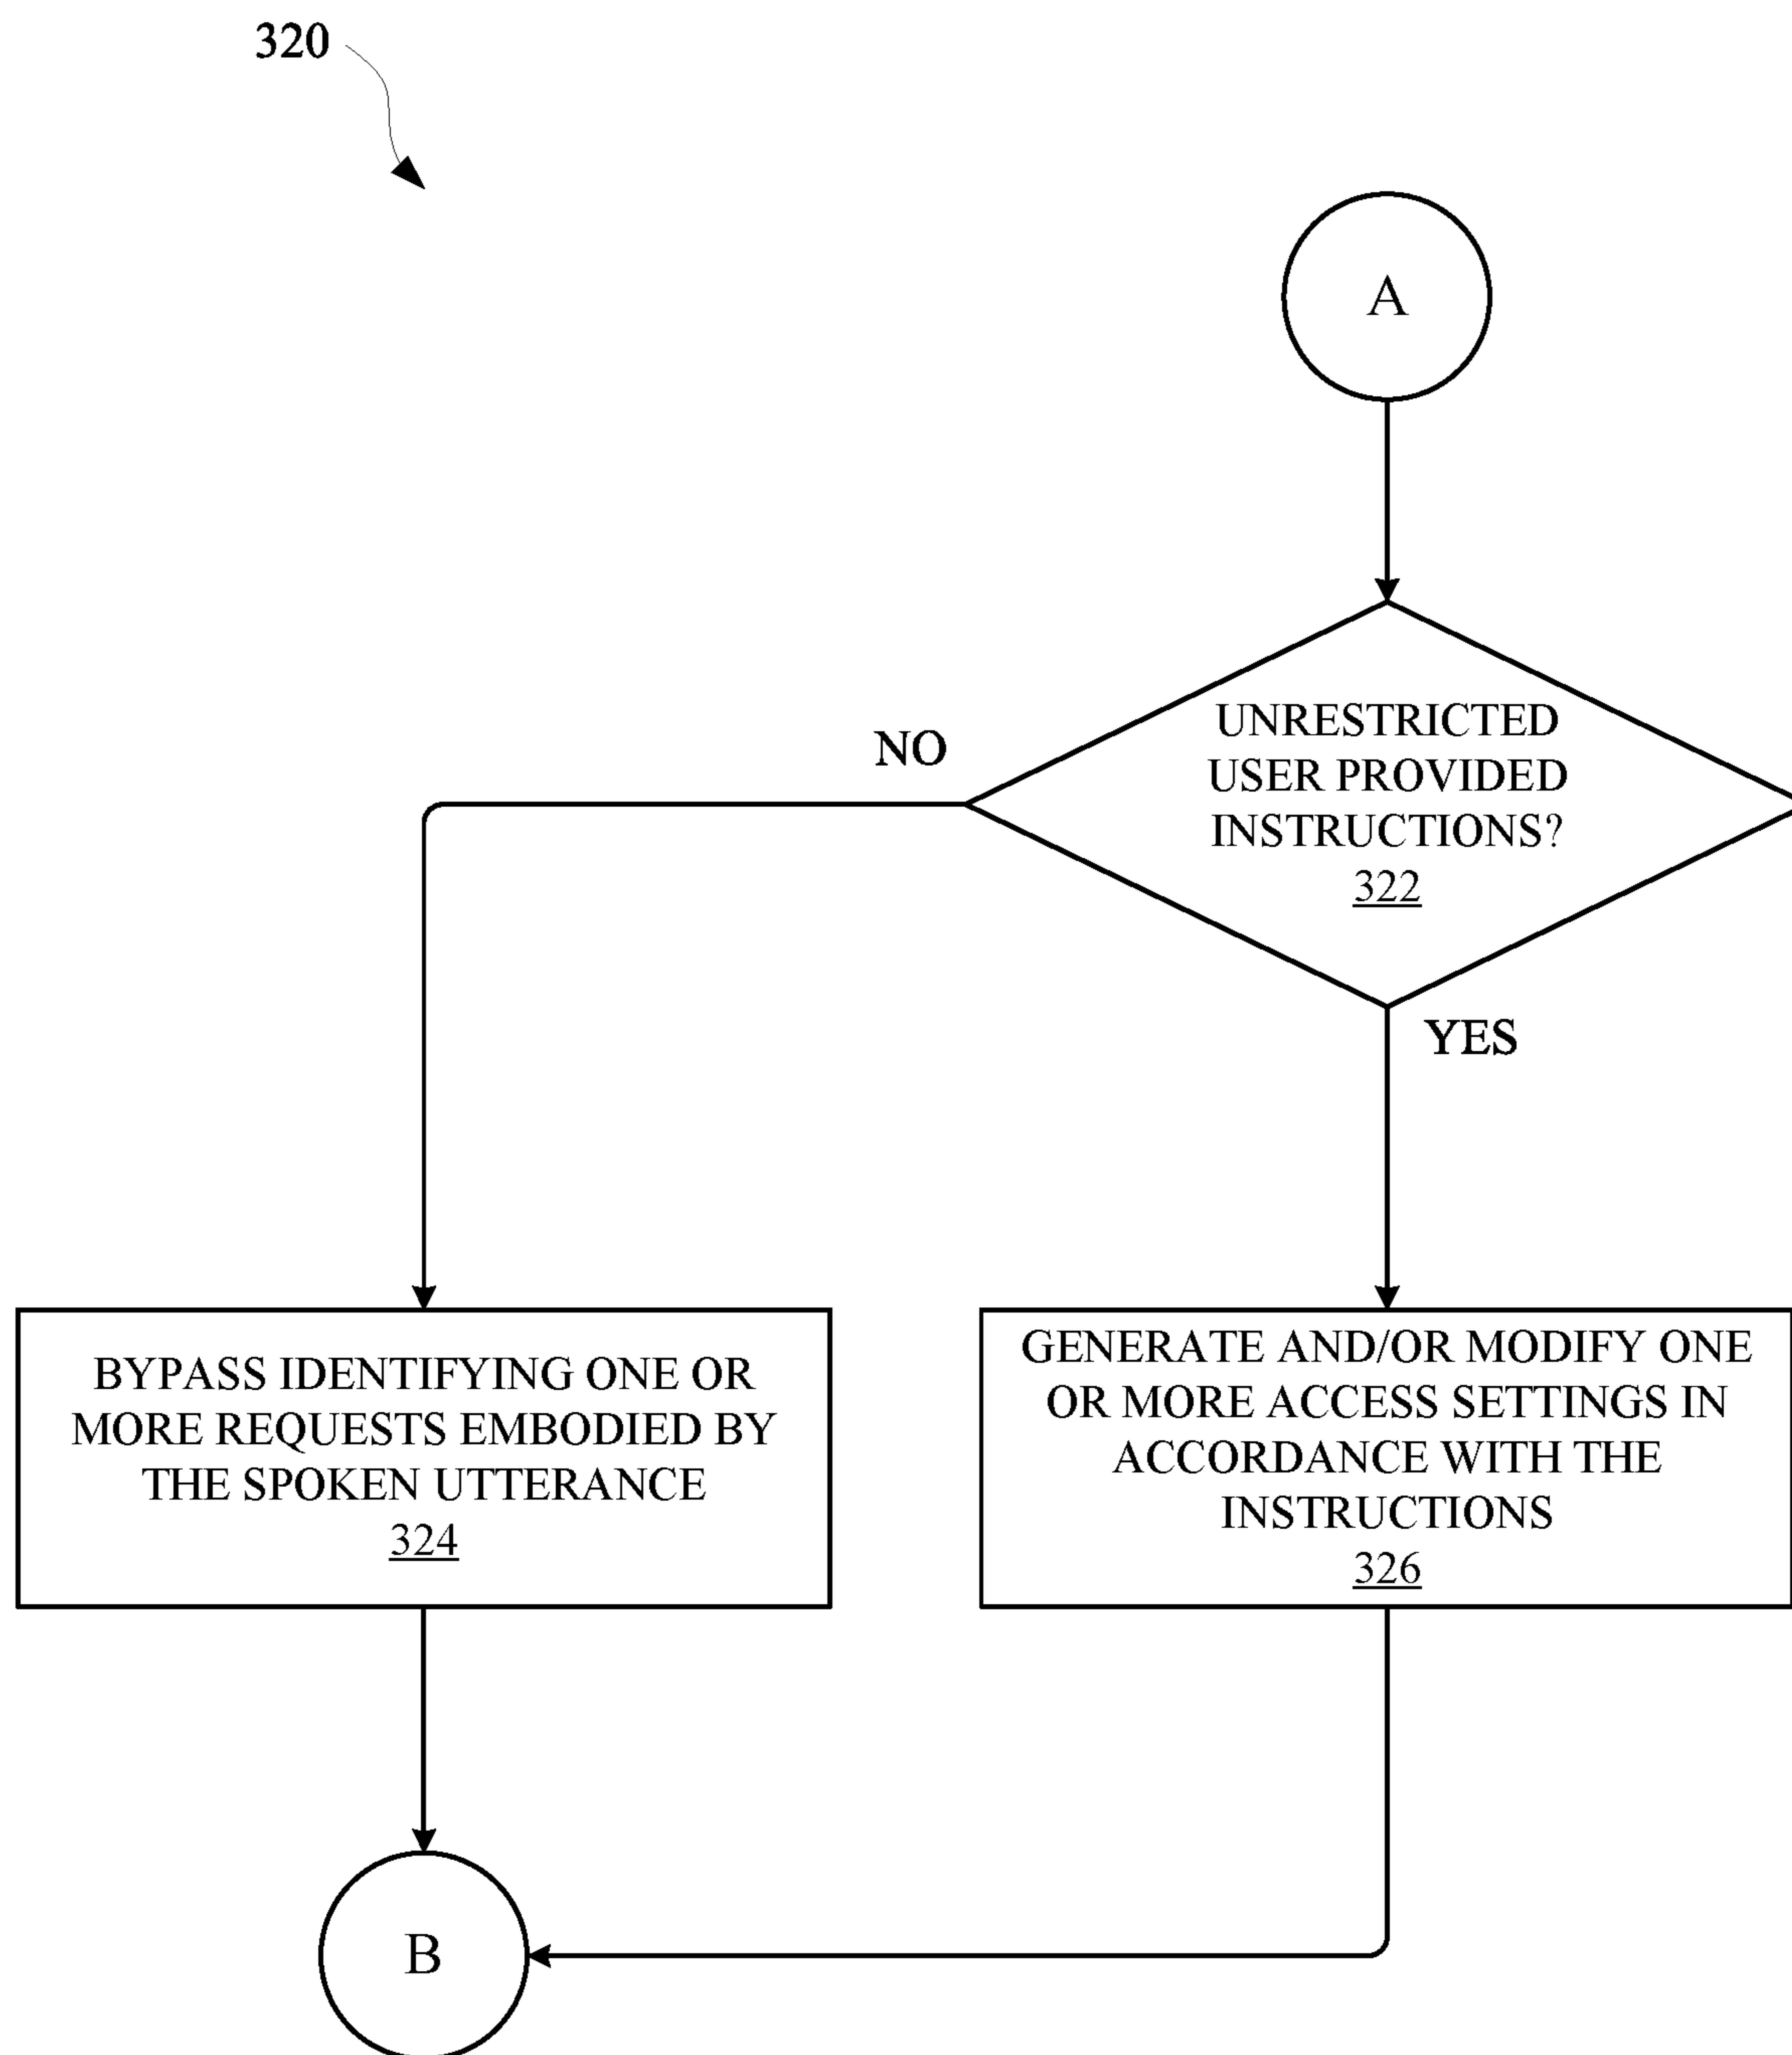 320
A
UNRESTRICTED
USER PROVIDED
INSTRUCTIONS?
322
NO
YES
BYPASS IDENTIFYING ONE OR
MORE REQUESTS EMBODIED BY
THE SPOKEN UTTERANCE
324
GENERATE AND/OR MODIFY ONE
OR MORE ACCESS SETTINGS IN
ACCORDANCE WITH THE
INSTRUCTIONS
326
B